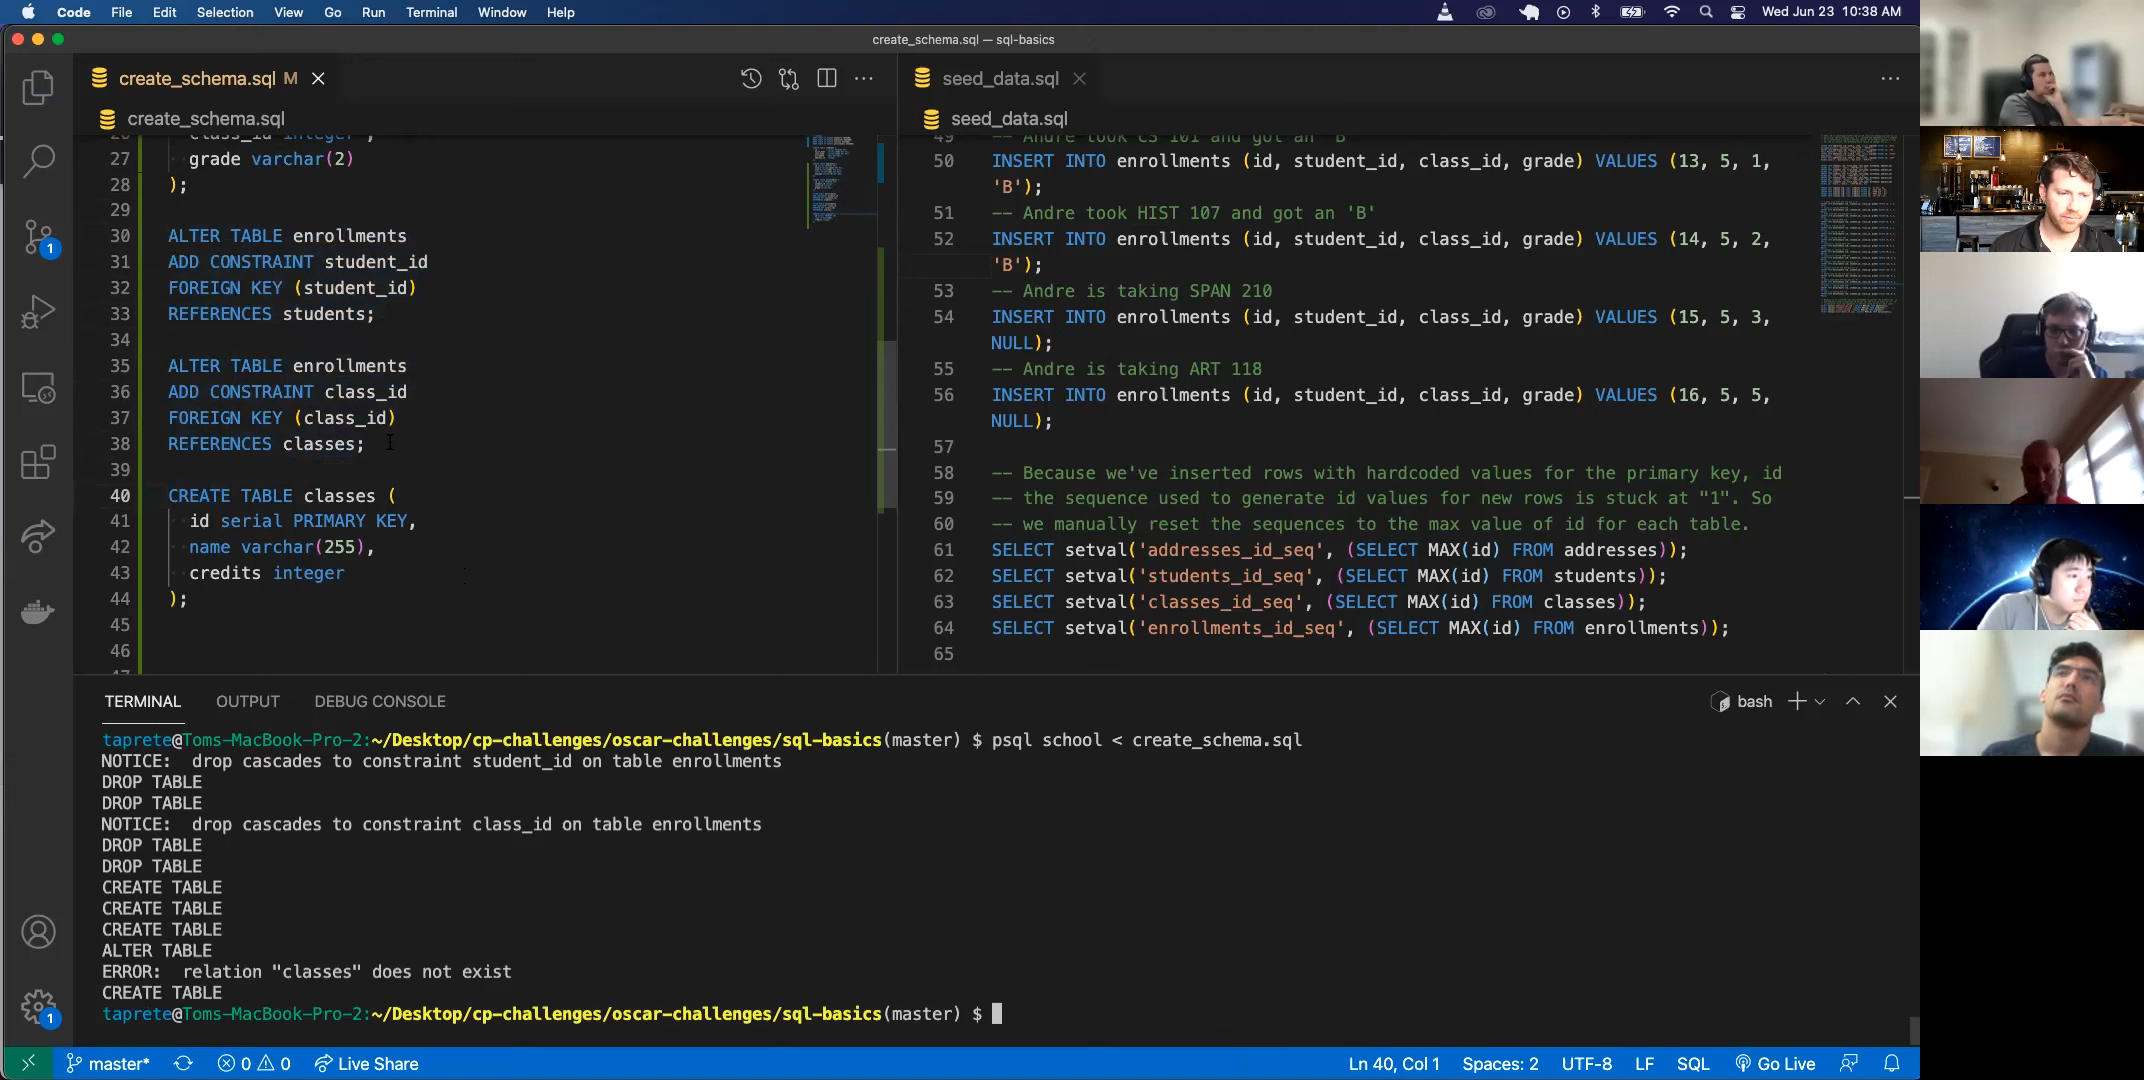 Code File Edit Selection View Go Run Terminal Window Help
Wed Jun 23 10:38 AM
create_schema.sql — sql-basics
create_schema.sql M
create_schema.sql
27 grade varchar(2)
28 );
29
30 ALTER TABLE enrollments
31 ADD CONSTRAINT student_id
32 FOREIGN KEY (student_id)
33 REFERENCES students;
34
35 ALTER TABLE enrollments
36 ADD CONSTRAINT class_id
37 FOREIGN KEY (class_id)
38 REFERENCES classes;
39
40 CREATE TABLE classes (
41 id serial PRIMARY KEY,
42 name varchar(255),
43 credits integer
44 );
45
46
seed_data.sql
seed_data.sql
49 -- Andre took CS 101 and got an 'B'
50 INSERT INTO enrollments (id, student_id, class_id, grade) VALUES (13, 5, 1,
'B');
51 -- Andre took HIST 107 and got an 'B'
52 INSERT INTO enrollments (id, student_id, class_id, grade) VALUES (14, 5, 2,
'B');
53 -- Andre is taking SPAN 210
54 INSERT INTO enrollments (id, student_id, class_id, grade) VALUES (15, 5, 3,
NULL);
55 -- Andre is taking ART 118
56 INSERT INTO enrollments (id, student_id, class_id, grade) VALUES (16, 5, 5,
NULL);
57
58 -- Because we've inserted rows with hardcoded values for the primary key, id
59 -- the sequence used to generate id values for new rows is stuck at "1". So
60 -- we manually reset the sequences to the max value of id for each table.
61 SELECT setval('addresses_id_seq', (SELECT MAX(id) FROM addresses));
62 SELECT setval('students_id_seq', (SELECT MAX(id) FROM students));
63 SELECT setval('classes_id_seq', (SELECT MAX(id) FROM classes));
64 SELECT setval('enrollments_id_seq', (SELECT MAX(id) FROM enrollments));
65
TERMINAL OUTPUT DEBUG CONSOLE
bash
taprete@Toms-MacBook-Pro-2:~/Desktop/cp-challenges/oscar-challenges/sql-basics(master) $ psql school < create_schema.sql
NOTICE:  drop cascades to constraint student_id on table enrollments
DROP TABLE
DROP TABLE
NOTICE:  drop cascades to constraint class_id on table enrollments
DROP TABLE
DROP TABLE
CREATE TABLE
CREATE TABLE
CREATE TABLE
ALTER TABLE
ERROR:  relation "classes" does not exist
CREATE TABLE
taprete@Toms-MacBook-Pro-2:~/Desktop/cp-challenges/oscar-challenges/sql-basics(master) $
1
1
master* 0 0 Live Share
Ln 40, Col 1 Spaces: 2 UTF-8 LF SQL Go Live